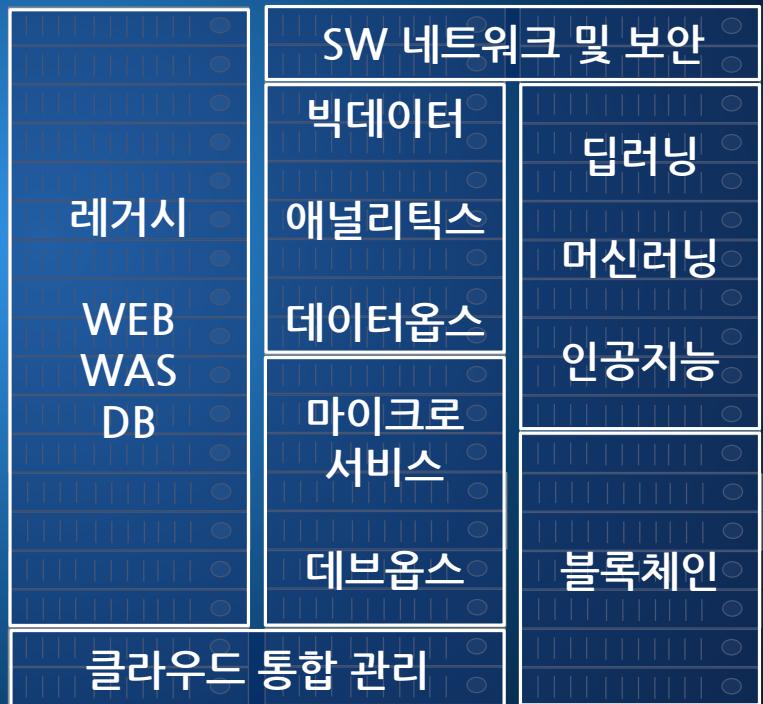 SW 네트워크 및 보안
레거시
WEB
WAS
DB
빅데이터
애널리틱스
데이터옵스
딥러닝
머신러닝
인공지능
마이크로
서비스
데브옵스
블록체인
클라우드 통합 관리